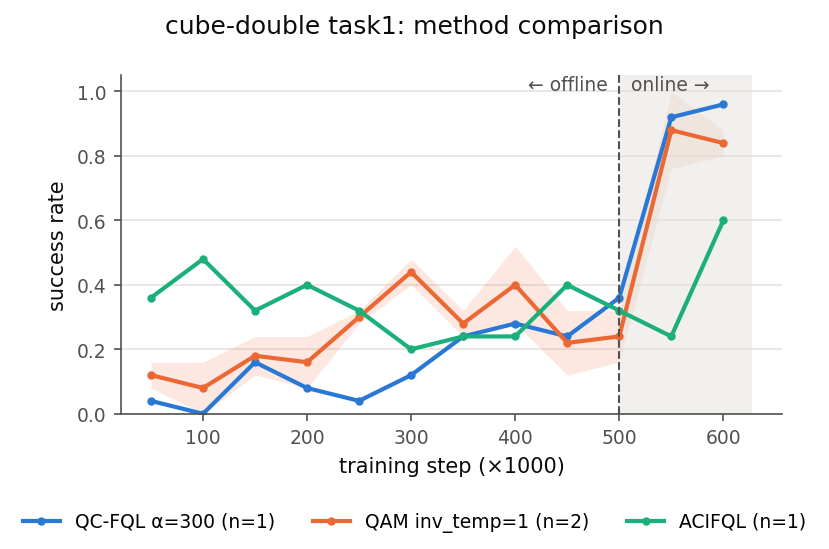 cube-double task1: method comparison
← offline
online →
success rate
1.0
0.8
0.6
0.4
0.2
0.0
100
200
300
400
500
600
training step (×1000)
QC-FQL α=300 (n=1)
QAM inv_temp=1 (n=2)
ACIFQL (n=1)